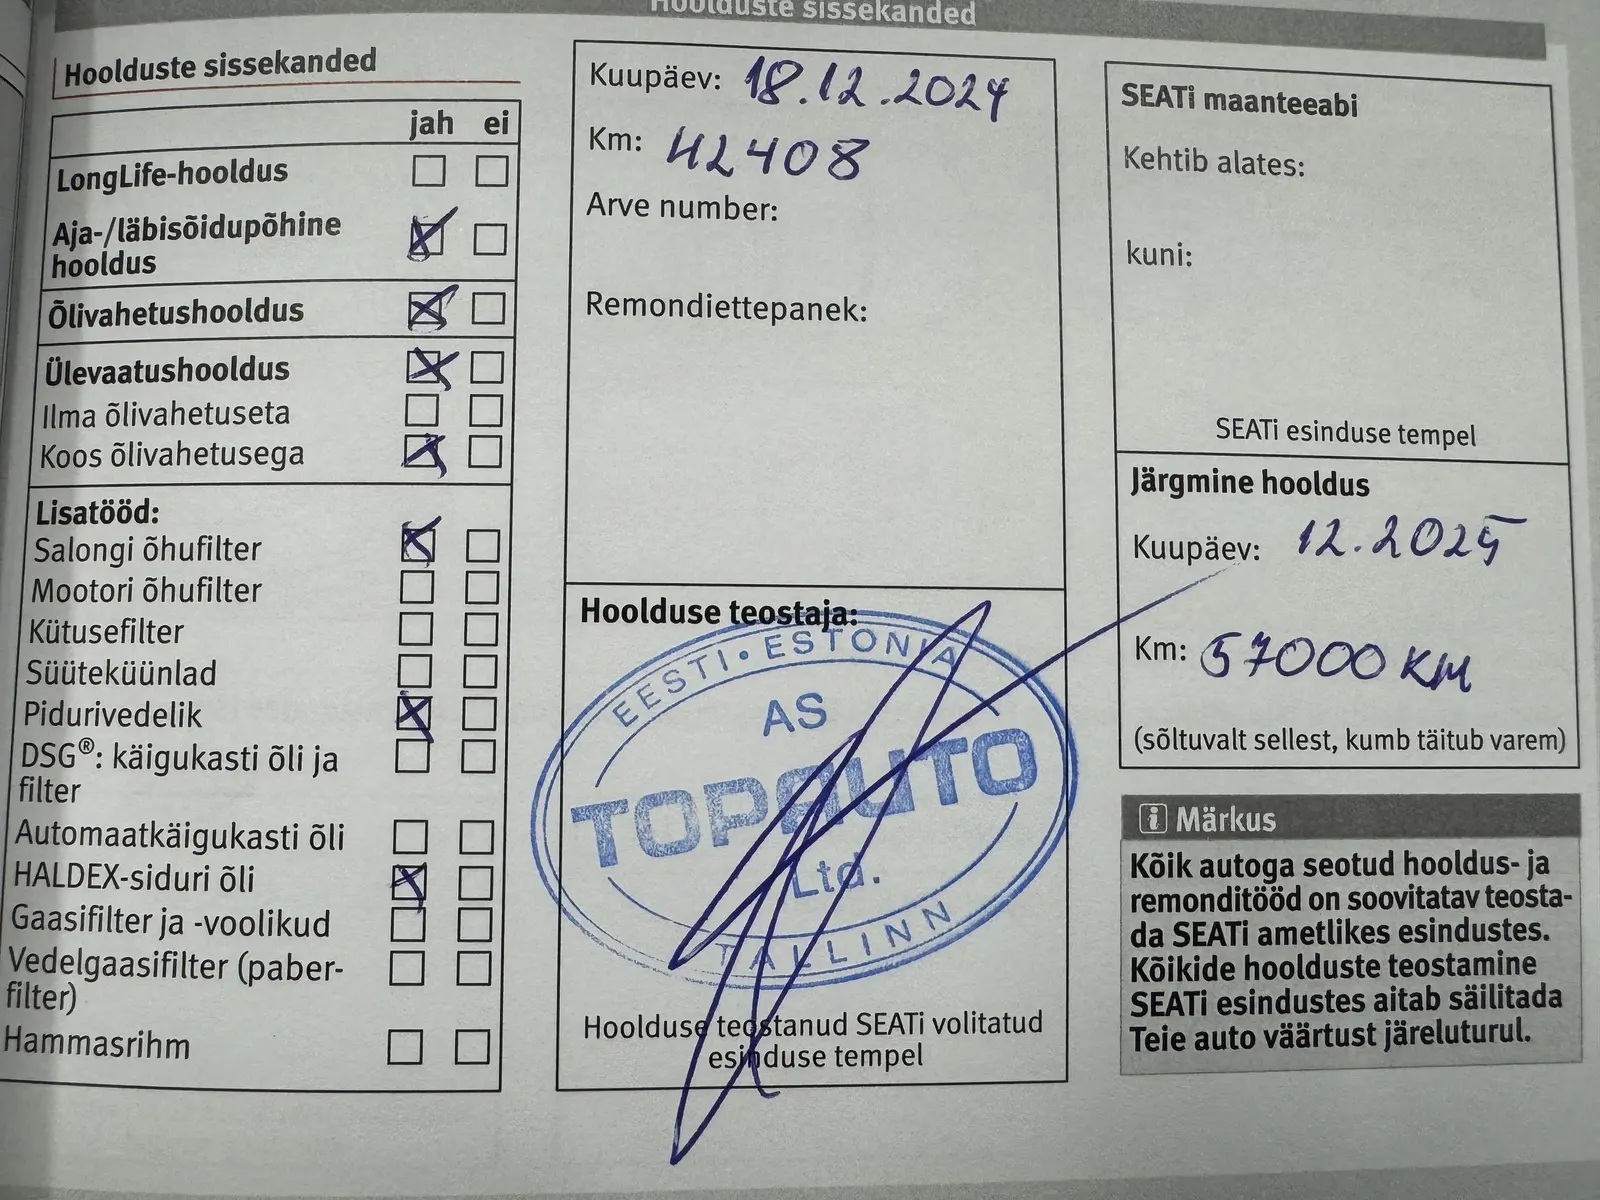 Hoolduste sissekanded
Hoolduste sissekanded
jah ei
LongLife-hooldus
Aja-/läbisõidupõhine
hooldus
Õlivahetushooldus
Ülevaatushooldus
Ilma õlivahetuseta
Koos õlivahetusega
Lisatööd:
Salongi õhufilter
Mootori õhufilter
Kütusefilter
Süüteküünlad
Pidurivedelik
DSG®: käigukasti õli ja
filter
Automaatkäigukasti õli
HALDEX-siduri õli
Gaasifilter ja -voolikud
Vedelgaasifilter (paber-
filter)
Hammasrihm
Kuupäev: 18.12.2024
Km: 42408
Arve number:
Remondiettepanek:
Hoolduse teostaja:
EESTI • ESTONIA
AS
TOPAUTO
Ltd.
TALLINN
Hoolduse teostanud SEATi volitatud
esinduse tempel
SEATi maanteeabi
Kehtib alates:
kuni:
SEATi esinduse tempel
Järgmine hooldus
Kuupäev: 12.2025
Km: 57000 KM
(sõltuvalt sellest, kumb täitub varem)
i Märkus
Kõik autoga seotud hooldus- ja
remonditööd on soovitatav teosta-
da SEATi ametlikes esindustes.
Kõikide hoolduste teostamine
SEATi esindustes aitab säilitada
Teie auto väärtust järeluturul.